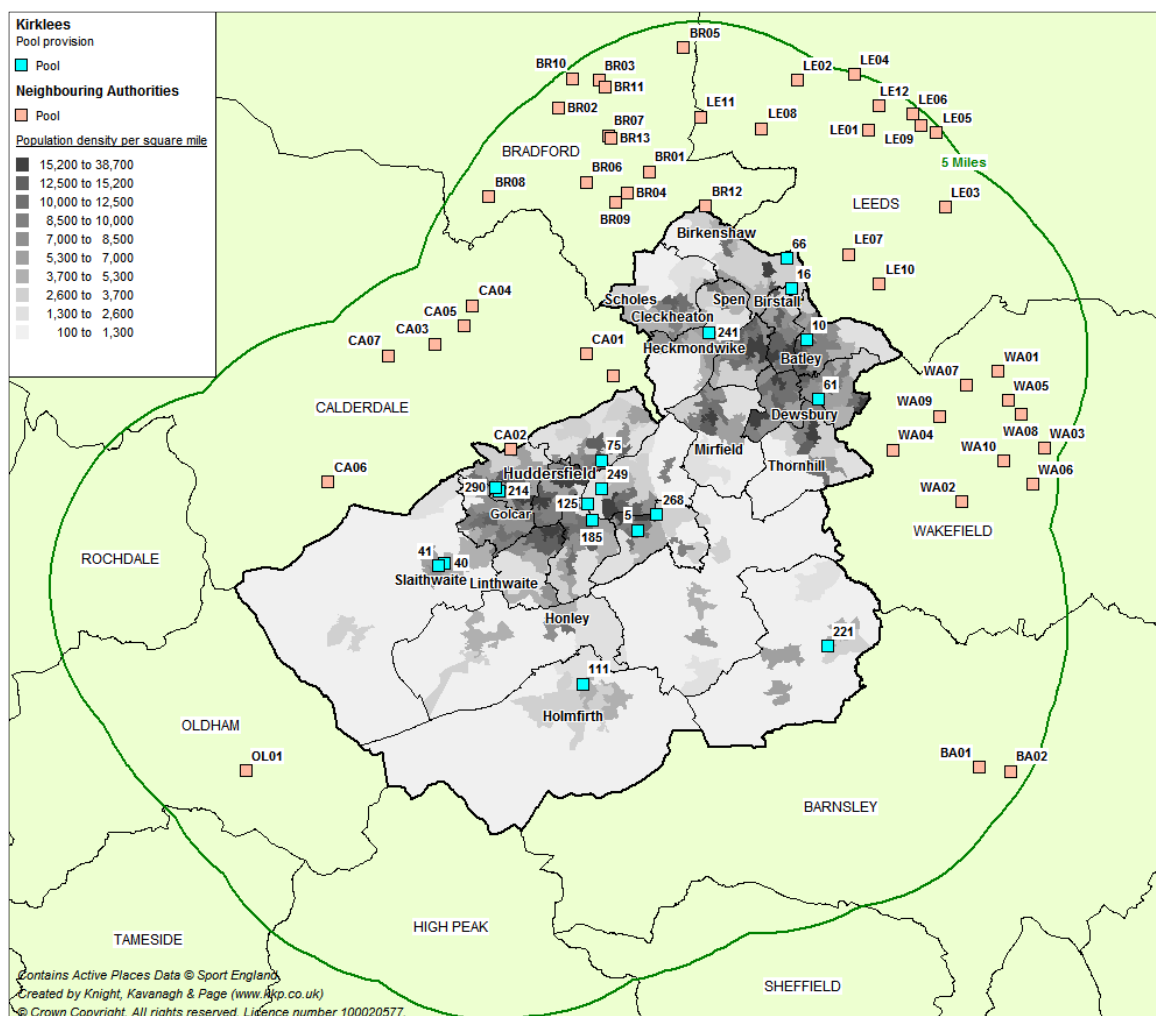 Kirklees
Pool provision
Pool
Neighbouring Authorities
Pool
Population density per square mile
15,200 to 38,700
12,500 to 15,200
10,000 to 12,500
8,500 to 10,000
7,000 to 8,500
5,300 to 7,000
3,700 to 5,300
2,600 to 3,700
1,300 to 2,600
100 to 1,300
BR05
BR10
BR03
LE02
LE04
BR11
BR02
LE11
LE12
LE06
LE08
BR07
LE01
LE09
LE05
BR13
BRADFORD
5 Miles
BR01
BR06
BR08
BR04
BR12
BR09
LEEDS
LE03
Birkenshaw
66
LE07
16
LE10
Scholes
Spen
Birstall
CA04
CA05
Cleckheaton
CA03
241
10
CA07
CA01
Heckmondwike
Batley
WA01
WA07
61
WA05
CALDERDALE
Dewsbury
WA09
CA02
75
Mirfield
WA04
WA10
WA08
WA03
CA06
Huddersfield
249
Thornhill
WA06
290
214
125
268
WA02
Golcar
5
WAKEFIELD
185
ROCHDALE
41
40
Slaithwaite
Linthwaite
Honley
221
111
Holmfirth
OLDHAM
OL01
BA01
BA02
BARNSLEY
HIGH PEAK
TAMESIDE
SHEFFIELD
Contains Active Places Data © Sport England
Created by Knight, Kavanagh & Page (www.kkp.co.uk)
© Crown Copyright. All rights reserved. Licence number 100020577.